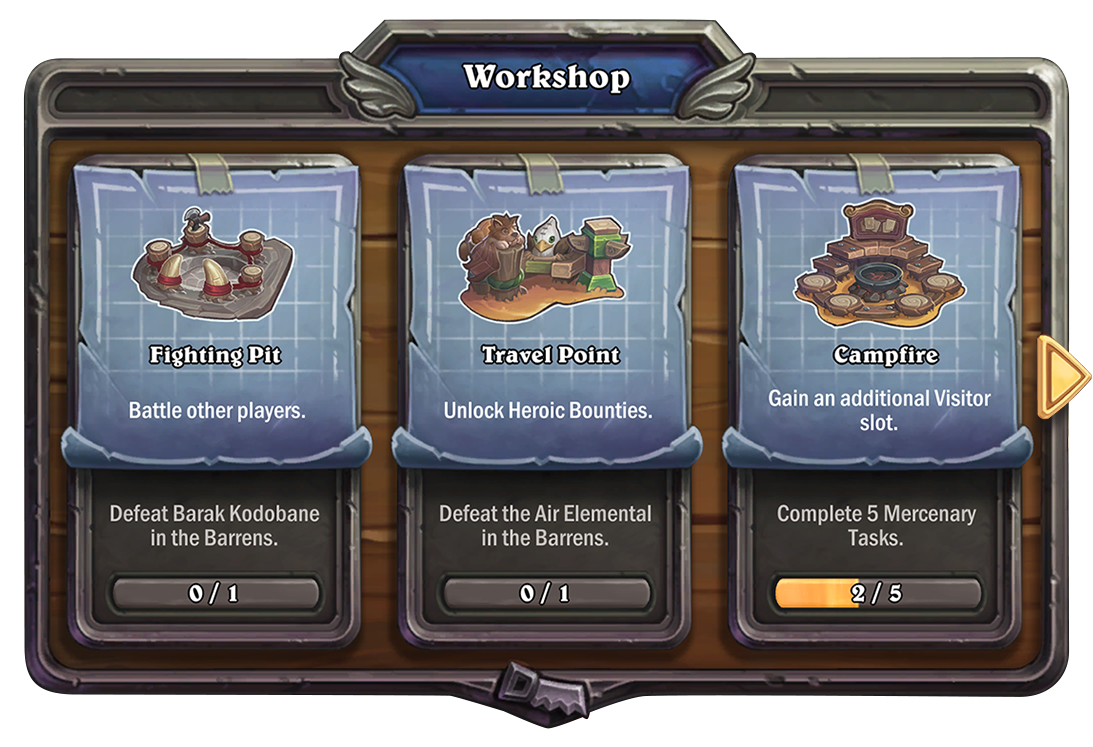 Workshop
Fighting Pit
Battle other players.
Defeat Barak Kodobane
in the Barrens.
0 / 1
Travel Point
Unlock Heroic Bounties.
Defeat the Air Elemental
in the Barrens.
0 / 1
Campfire
Gain an additional Visitor
slot.
Complete 5 Mercenary
Tasks.
2 / 5